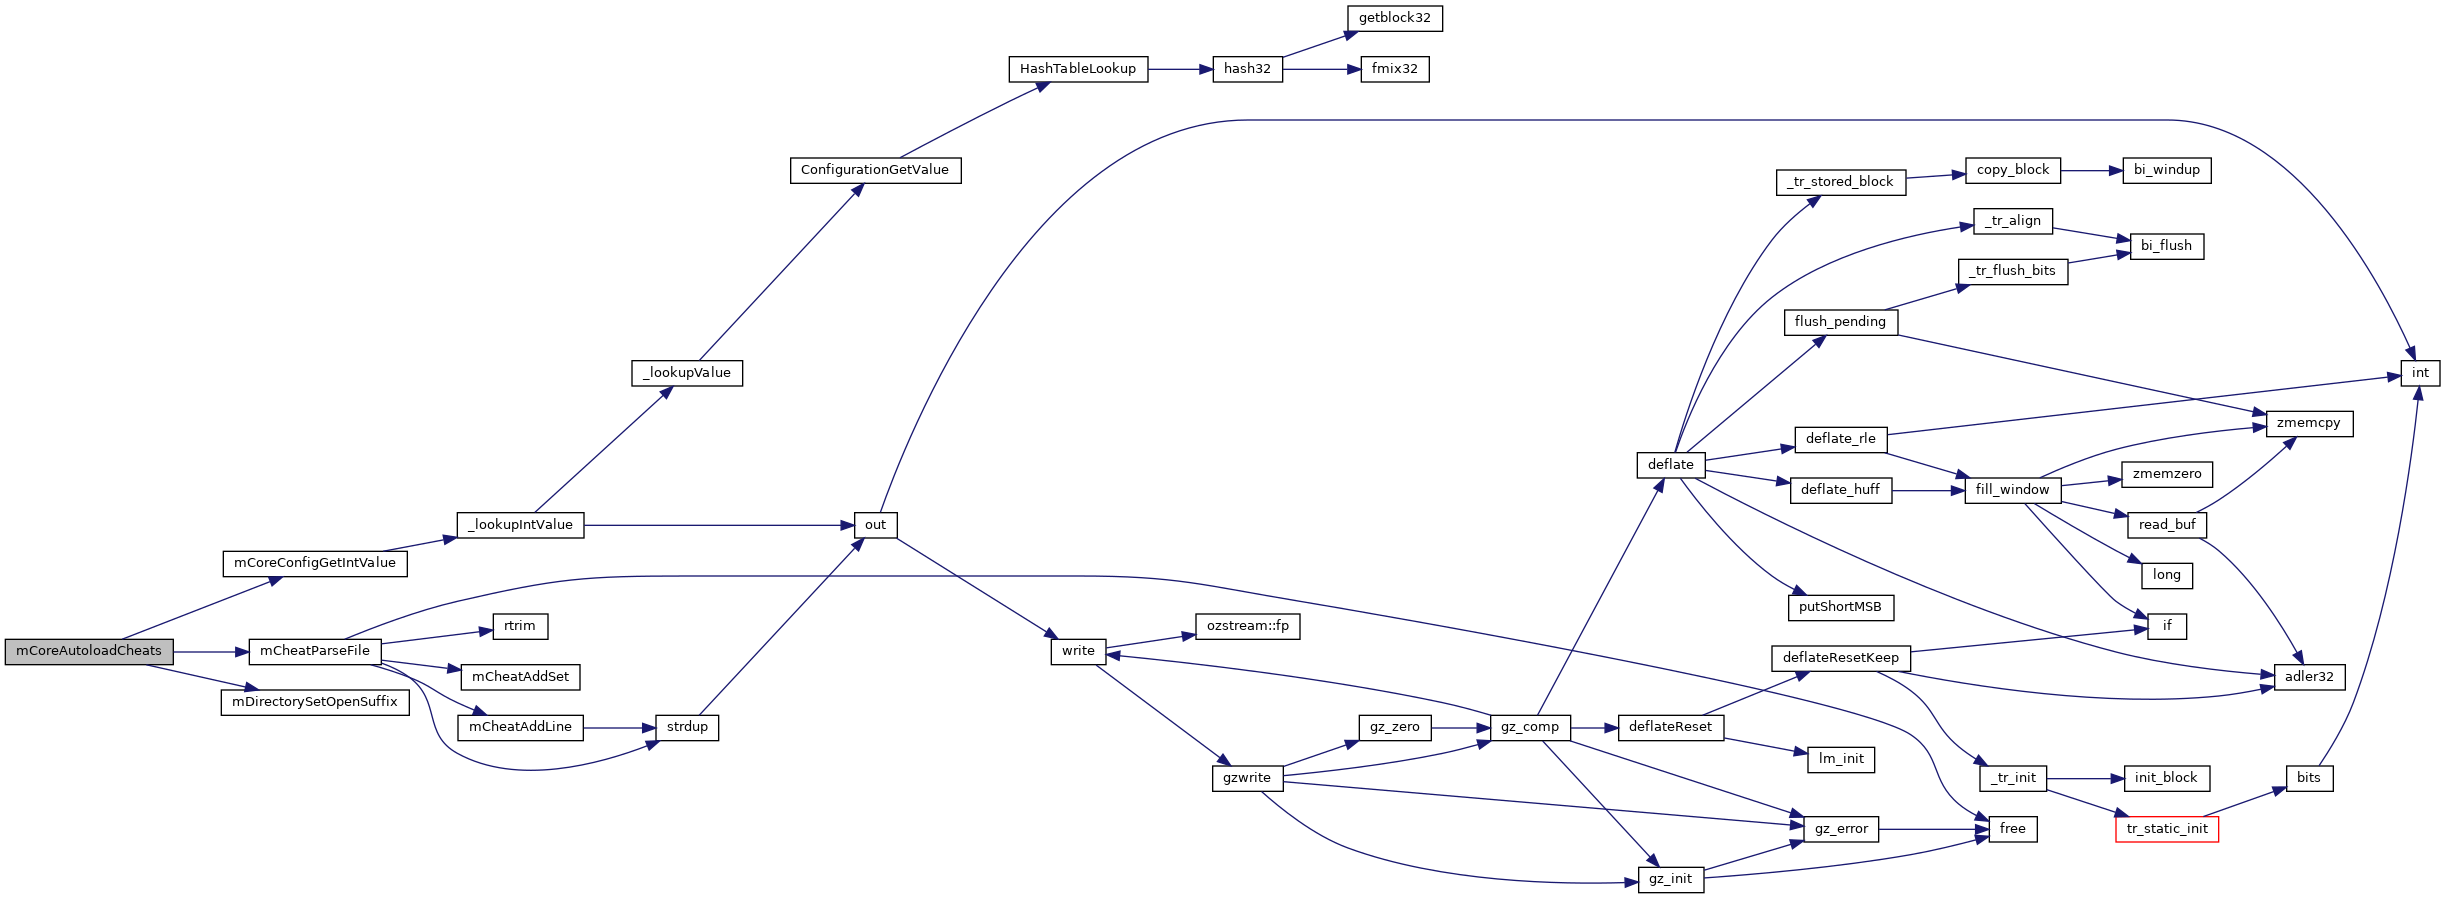 mCoreAutoloadCheats
mCoreConfigGetIntValue
mCheatParseFile
mDirectorySetOpenSuffix
_lookupIntValue
rtrim
mCheatAddSet
mCheatAddLine
_lookupValue
strdup
ConfigurationGetValue
out
HashTableLookup
write
hash32
ozstream::fp
gzwrite
getblock32
fmix32
gz_zero
gz_comp
deflate
deflateReset
gz_init
_tr_stored_block
flush_pending
deflate_rle
deflate_huff
putShortMSB
deflateResetKeep
lm_init
gz_error
copy_block
_tr_align
_tr_flush_bits
fill_window
_tr_init
free
bi_windup
bi_flush
zmemzero
read_buf
long
if
init_block
tr_static_init
zmemcpy
adler32
bits
int